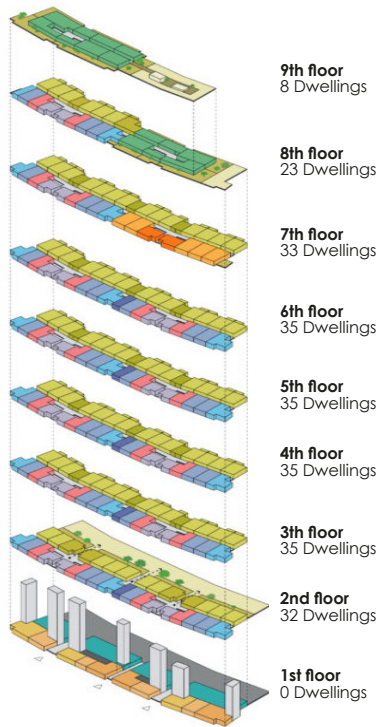 9th floor
8 Dwellings
8th floor
23 Dwellings
7th floor
33 Dwellings
6th floor
35 Dwellings
5th floor
35 Dwellings
4th floor
35 Dwellings
3th floor
35 Dwellings
2nd floor
32 Dwellings
1st floor
0 Dwellings